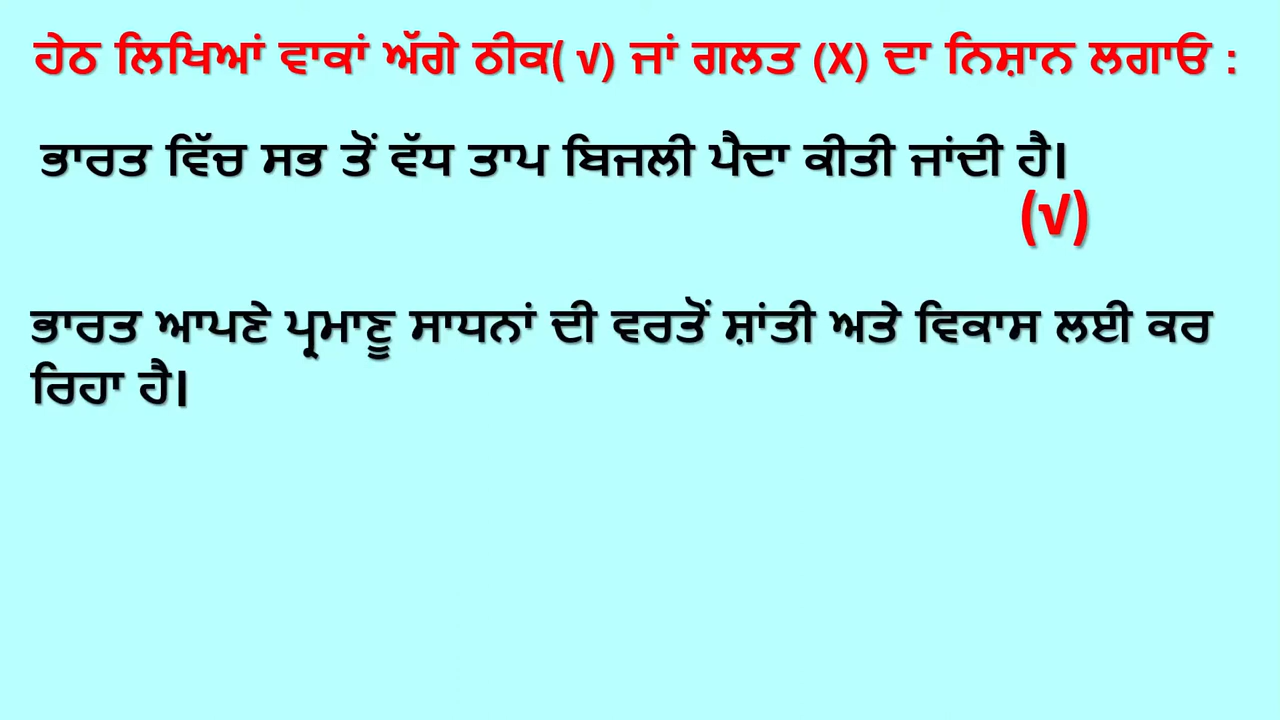 ਹੇਠ ਲਿਖਿਆਂ ਵਾਕਾਂ ਅੱਗੇ ਠੀਕ( √) ਜਾਂ ਗਲਤ (X) ਦਾ ਨਿਸ਼ਾਨ ਲਗਾਓ :
ਭਾਰਤ ਵਿੱਚ ਸਭ ਤੋਂ ਵੱਧ ਤਾਪ ਬਿਜਲੀ ਪੈਦਾ ਕੀਤੀ ਜਾਂਦੀ ਹੈ।
(√)
ਭਾਰਤ ਆਪਣੇ ਪ੍ਰਮਾਣੂ ਸਾਧਨਾਂ ਦੀ ਵਰਤੋਂ ਸ਼ਾਂਤੀ ਅਤੇ ਵਿਕਾਸ ਲਈ ਕਰ
ਰਿਹਾ ਹੈ।